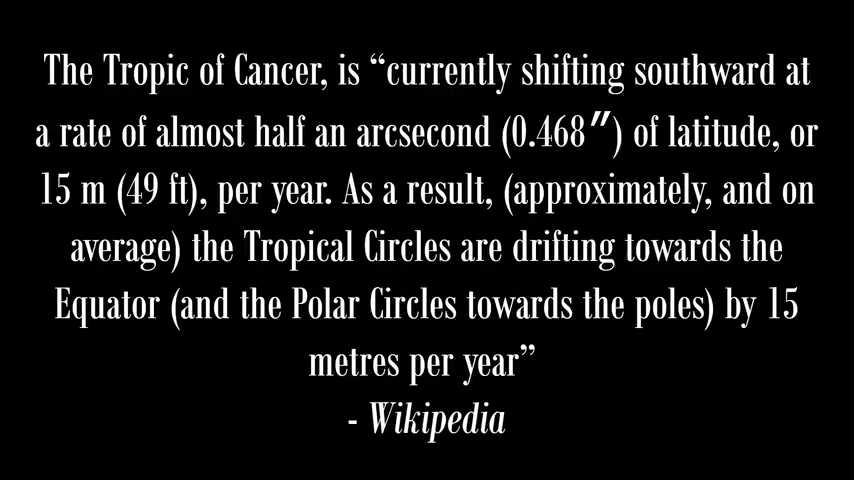 The Tropic of Cancer, is “currently shifting southward at
a rate of almost half an arcsecond (0.468″) of latitude, or
15 m (49 ft), per year. As a result, (approximately, and on
average) the Tropical Circles are drifting towards the
Equator (and the Polar Circles towards the poles) by 15
metres per year”
- Wikipedia